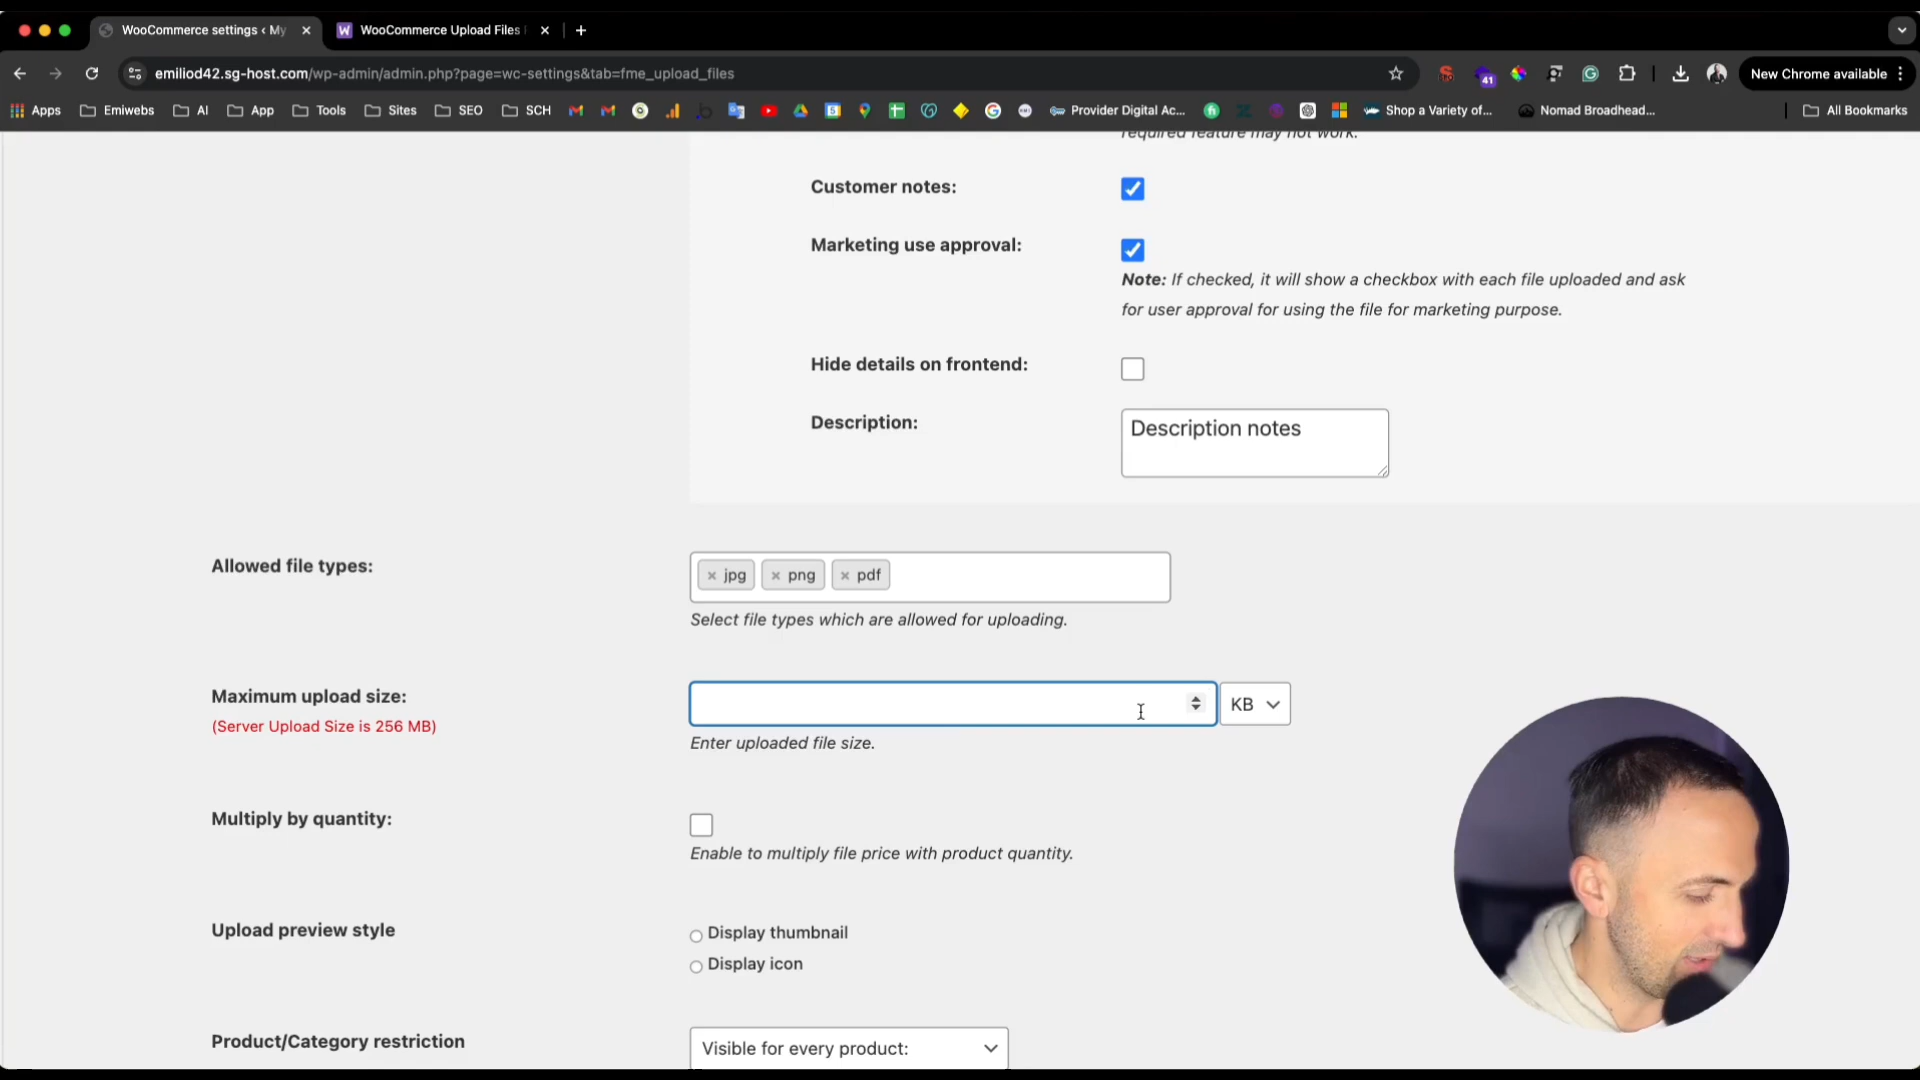 WooCommerce settings ‹ My
WooCommerce Upload Files
emiliod42.sg-host.com/wp-admin/admin.php?page=wc-settings&tab=fme_upload_files
41
New Chrome available
Apps
Emiwebs
AI
App
Tools
Sites
SEO
SCH
Provider Digital Ac...
Shop a Variety of...
Nomad Broadhead...
All Bookmarks
required feature may not work.
Customer notes:
Marketing use approval:
Note: If checked, it will show a checkbox with each file uploaded and ask
for user approval for using the file for marketing purpose.
Hide details on frontend:
Description:
Description notes
Allowed file types:
× jpg × png × pdf
Select file types which are allowed for uploading.
Maximum upload size:
(Server Upload Size is 256 MB)
KB
Enter uploaded file size.
Multiply by quantity:
Enable to multiply file price with product quantity.
Upload preview style
Display thumbnail
Display icon
Product/Category restriction
Visible for every product: